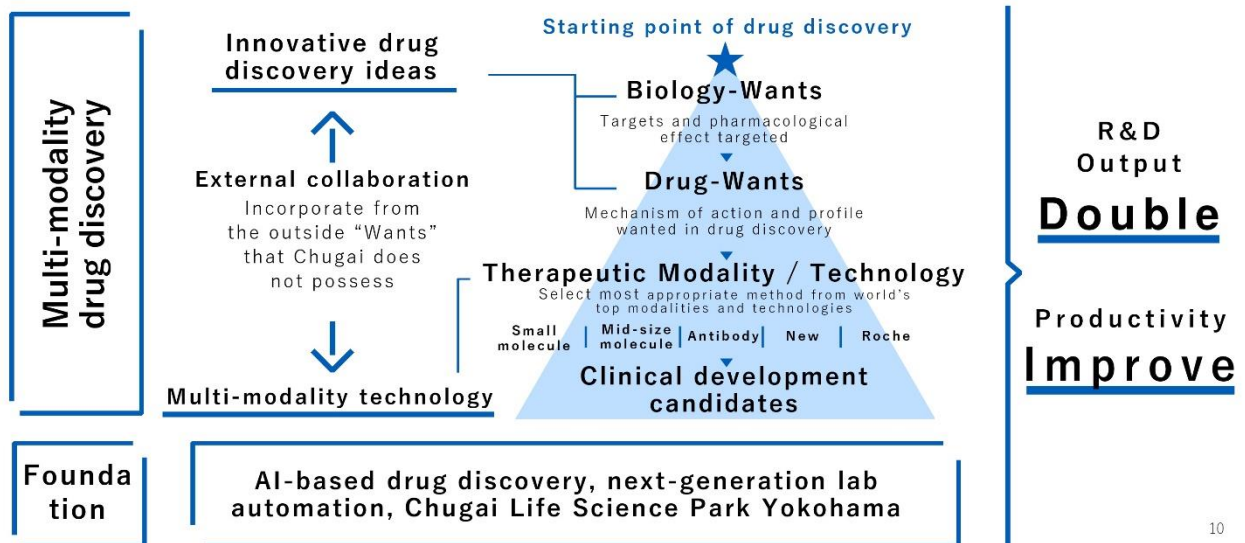 Multi-modality
drug discovery
Innovative drug
discovery ideas
External collaboration
Incorporate from
the outside “Wants”
that Chugai does
not possess
Multi-modality technology
Starting point of drug discovery
Biology-Wants
Targets and pharmacological
effect targeted
Drug-Wants
Mechanism of action and profile
wanted in drug discovery
Therapeutic Modality / Technology
Select most appropriate method from world's
top modalities and technologies
Small
molecule
Mid-size
molecule
Antibody
New
Roche
Clinical development
candidates
R&D
Output
Double
Productivity
Improve
Founda
tion
AI-based drug discovery, next-generation lab
automation, Chugai Life Science Park Yokohama
10